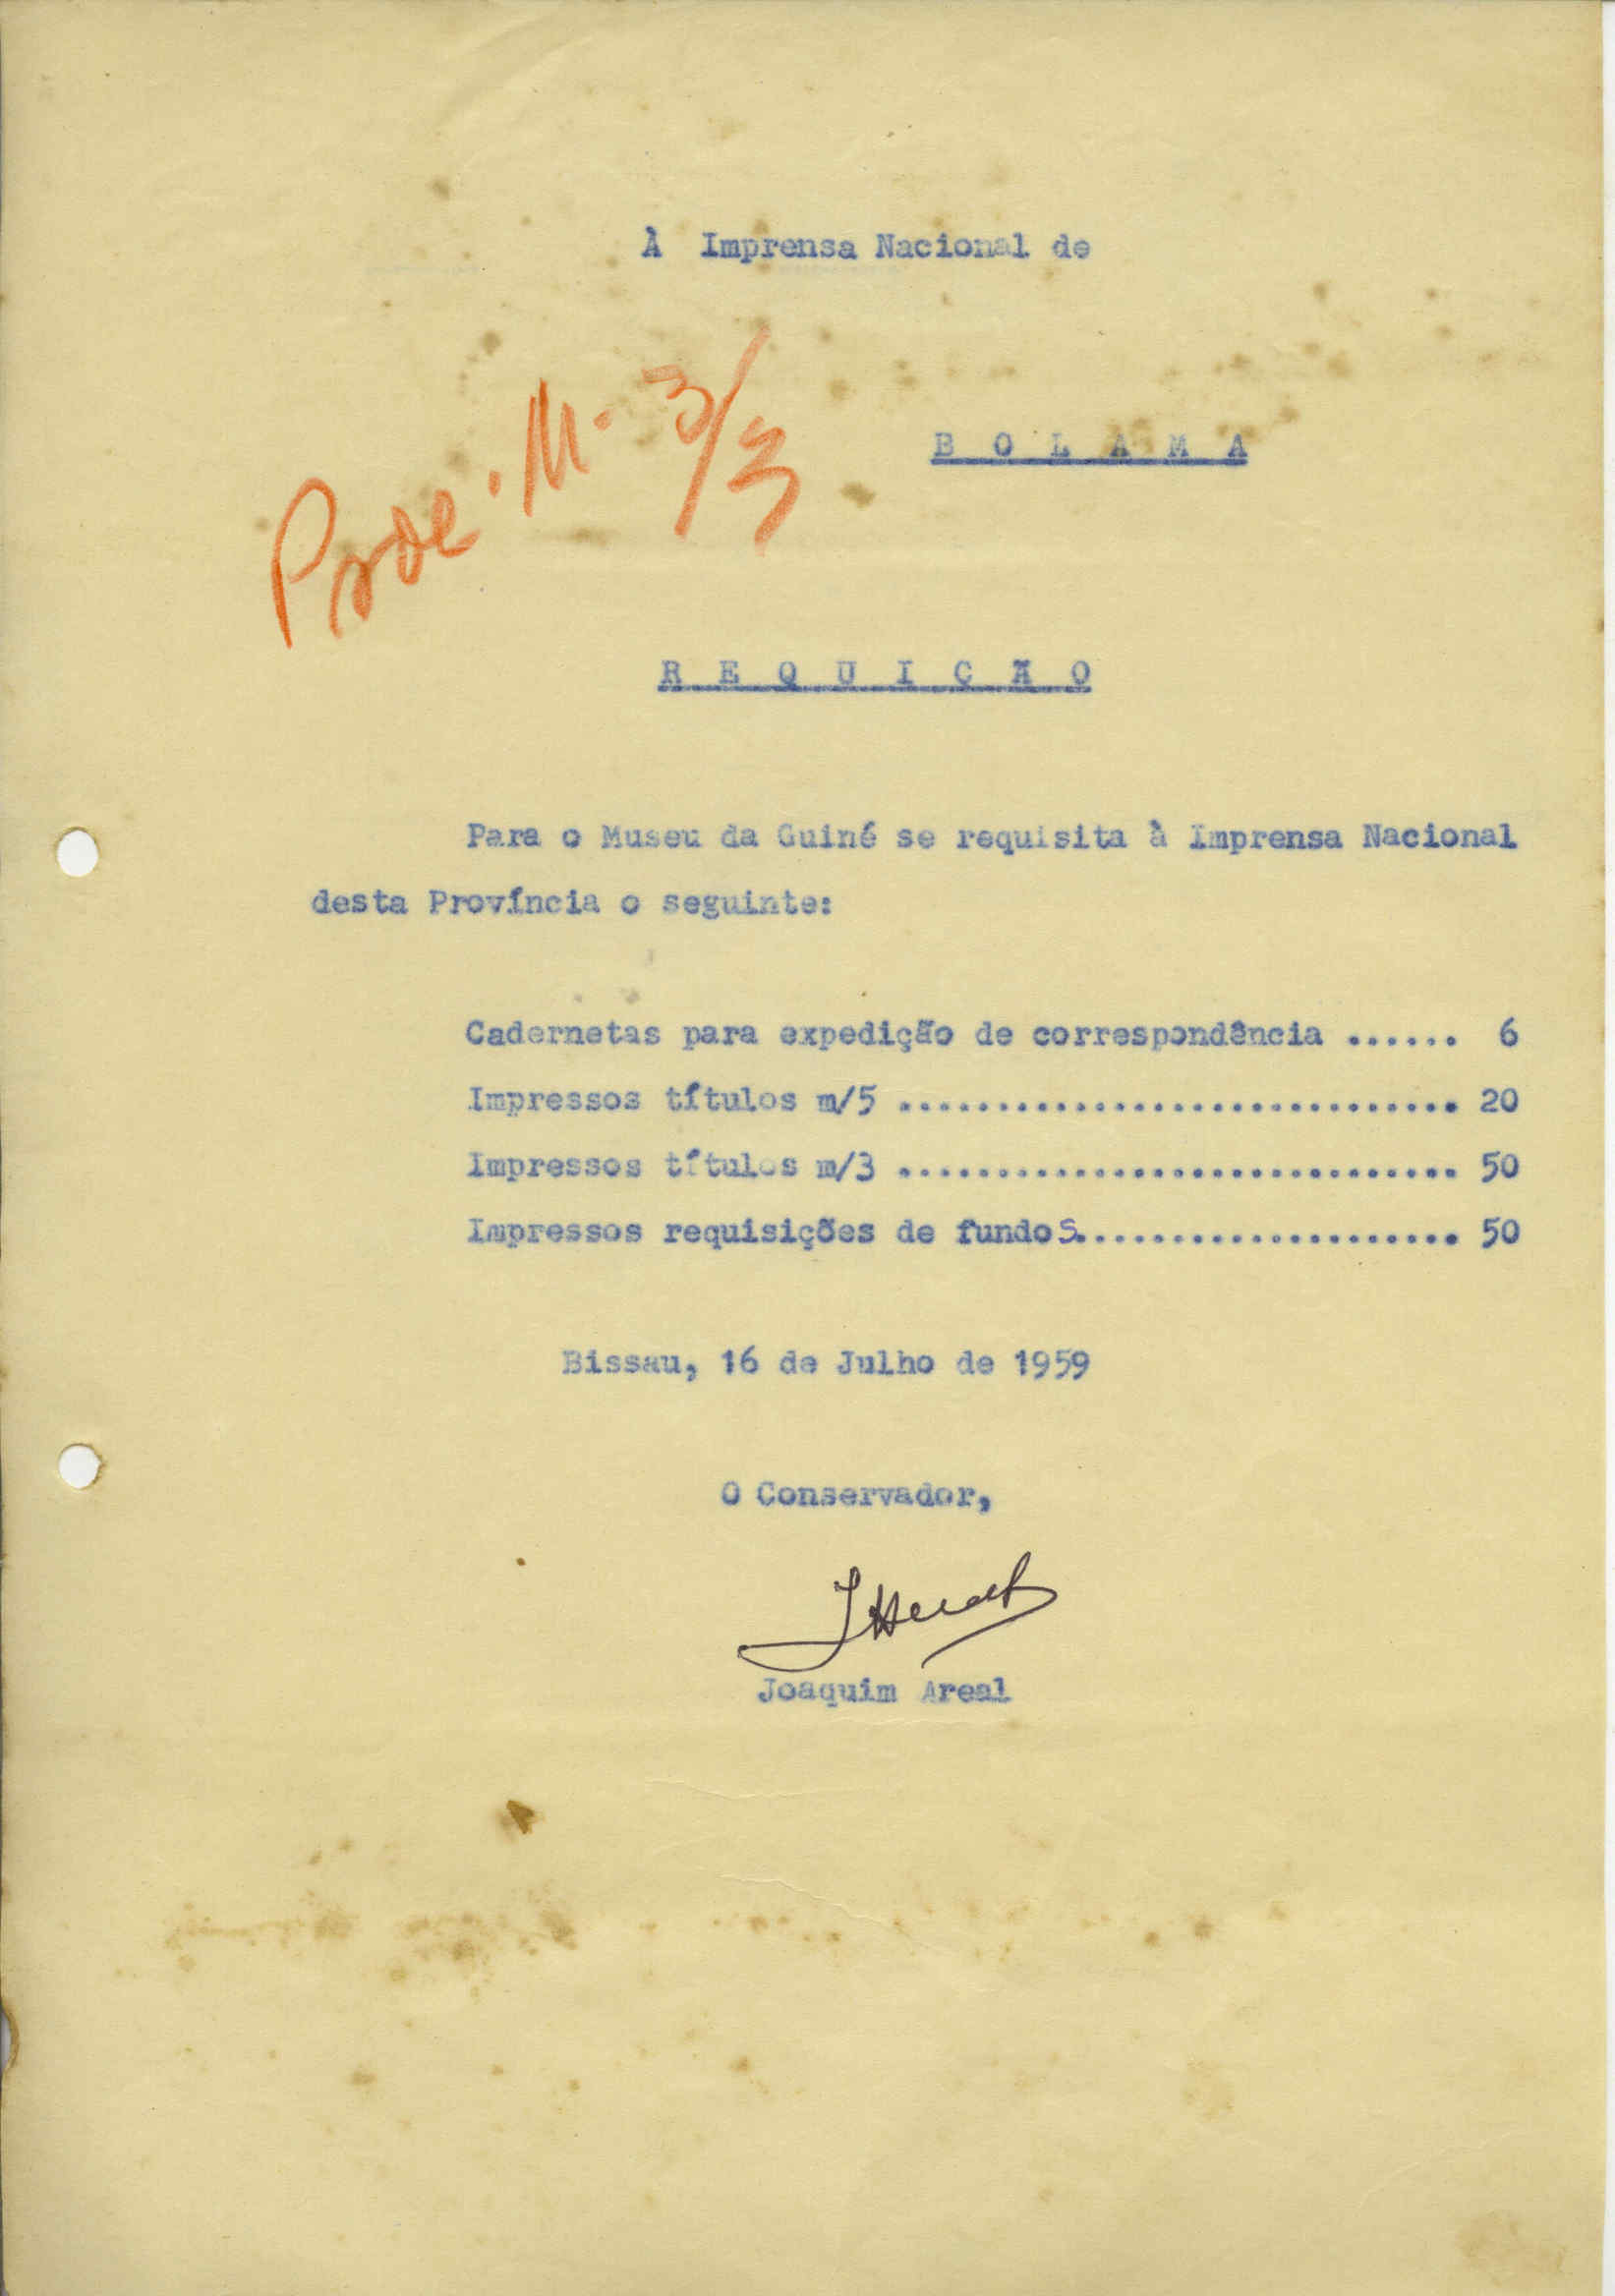 À Imprensa Nacional de
Proc. M. 3/3
B O L A M A
R E Q U I Ç Ã O
Para o Museu da Guiné se requisita à Imprensa Nacional
desta Província o seguinte:
Cadernetas para expedição de correspondência ...... 6
Impressos títulos m/5 ............................. 20
Impressos títulos m/3 ............................. 50
Impressos requisições de fundos.................... 50
Bissau, 16 de Julho de 1959
O Conservador,
Joaquim Areal